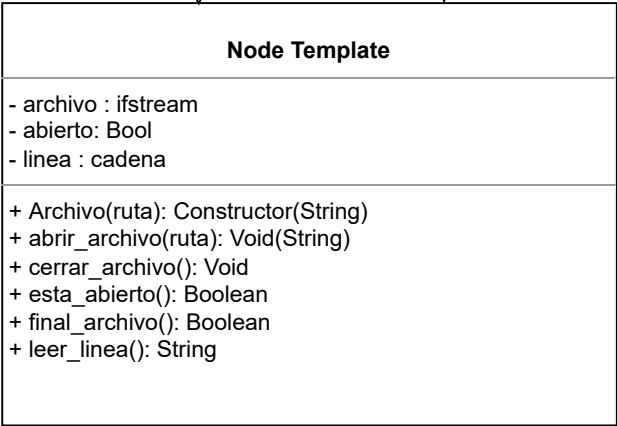 Node Template
- archivo : ifstream
- abierto: Bool
- linea : cadena
+ Archivo(ruta): Constructor(String)
+ abrir_archivo(ruta): Void(String)
+ cerrar_archivo(): Void
+ esta_abierto(): Boolean
+ final_archivo(): Boolean
+ leer_linea(): String